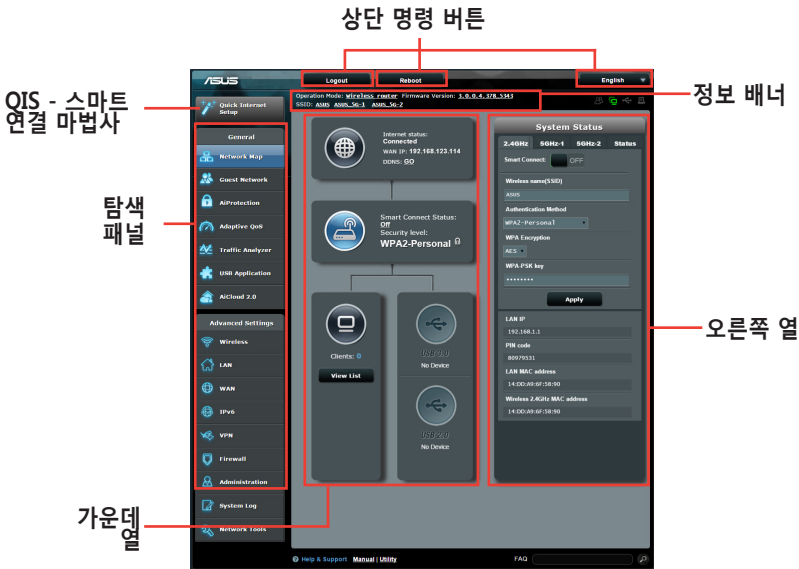 상단 명령 버튼
QIS - 스마트
연결 마법사
정보 배너
탐색
패널
오른쪽 열
가운데
열
ASUS
Logout
Reboot
English
Operation Mode: Wireless router Firmware Version: 3.0.0.4.378_5343
SSID: ASUS ASUS_5G-1 ASUS_5G-2
Quick Internet
Setup
General
Network Map
Guest Network
AiProtection
Adaptive QoS
Traffic Analyzer
USB Application
AiCloud 2.0
Advanced Settings
Wireless
LAN
WAN
IPv6
VPN
Firewall
Administration
System Log
Network Tools
Internet status:
Connected
WAN IP: 192.168.123.114
DDNS: GO
Smart Connect Status:
Off
Security level:
WPA2-Personal
Clients: 0
View List
USB 3.0
No Device
USB 2.0
No Device
System Status
2.4GHz 5GHz-1 5GHz-2 Status
Smart Connect: OFF
Wireless name(SSID)
ASUS
Authentication Method
WPA2-Personal
WPA Encryption
AES
WPA-PSK key
••••••••
Apply
LAN IP
192.168.1.1
PIN code
80979531
LAN MAC address
14:DD:A9:6F:58:90
Wireless 2.4GHz MAC address
14:DD:A9:6F:58:90
Help & Support Manual | Utility FAQ